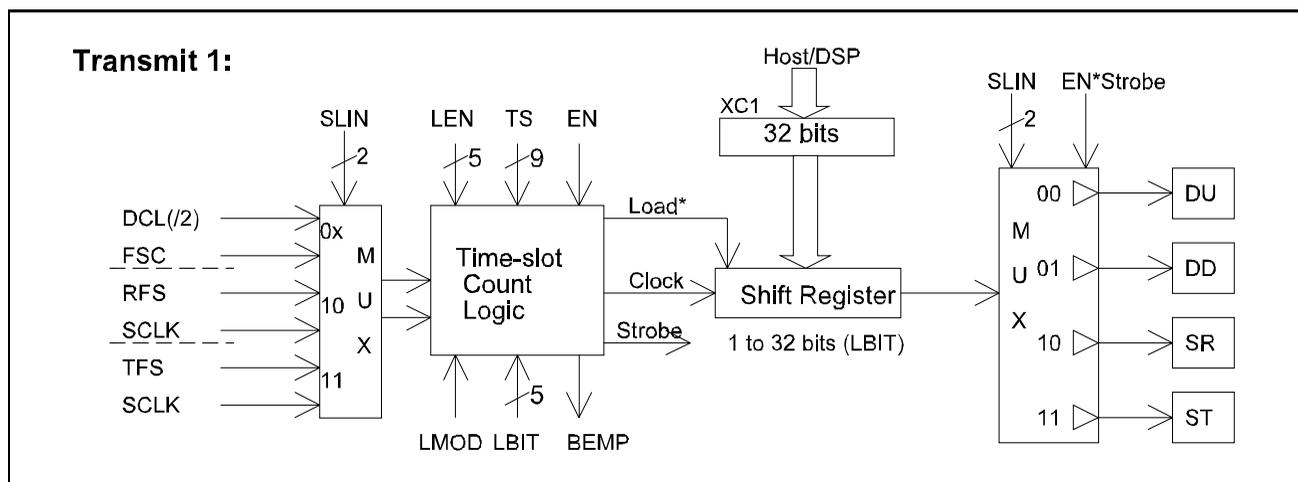 Transmit 1:
Host/DSP
SLIN
LEN
TS
EN
XC1
32 bits
SLIN
EN*Strobe
2
5
9
2
DCL(/2)
FSC
RFS
SCLK
TFS
SCLK
0x
10
11
M
U
X
Time-slot
Count
Logic
Load*
Clock
Strobe
Shift Register
1 to 32 bits (LBIT)
M
U
X
00
01
10
11
DU
DD
SR
ST
5
LMOD
LBIT
BEMP